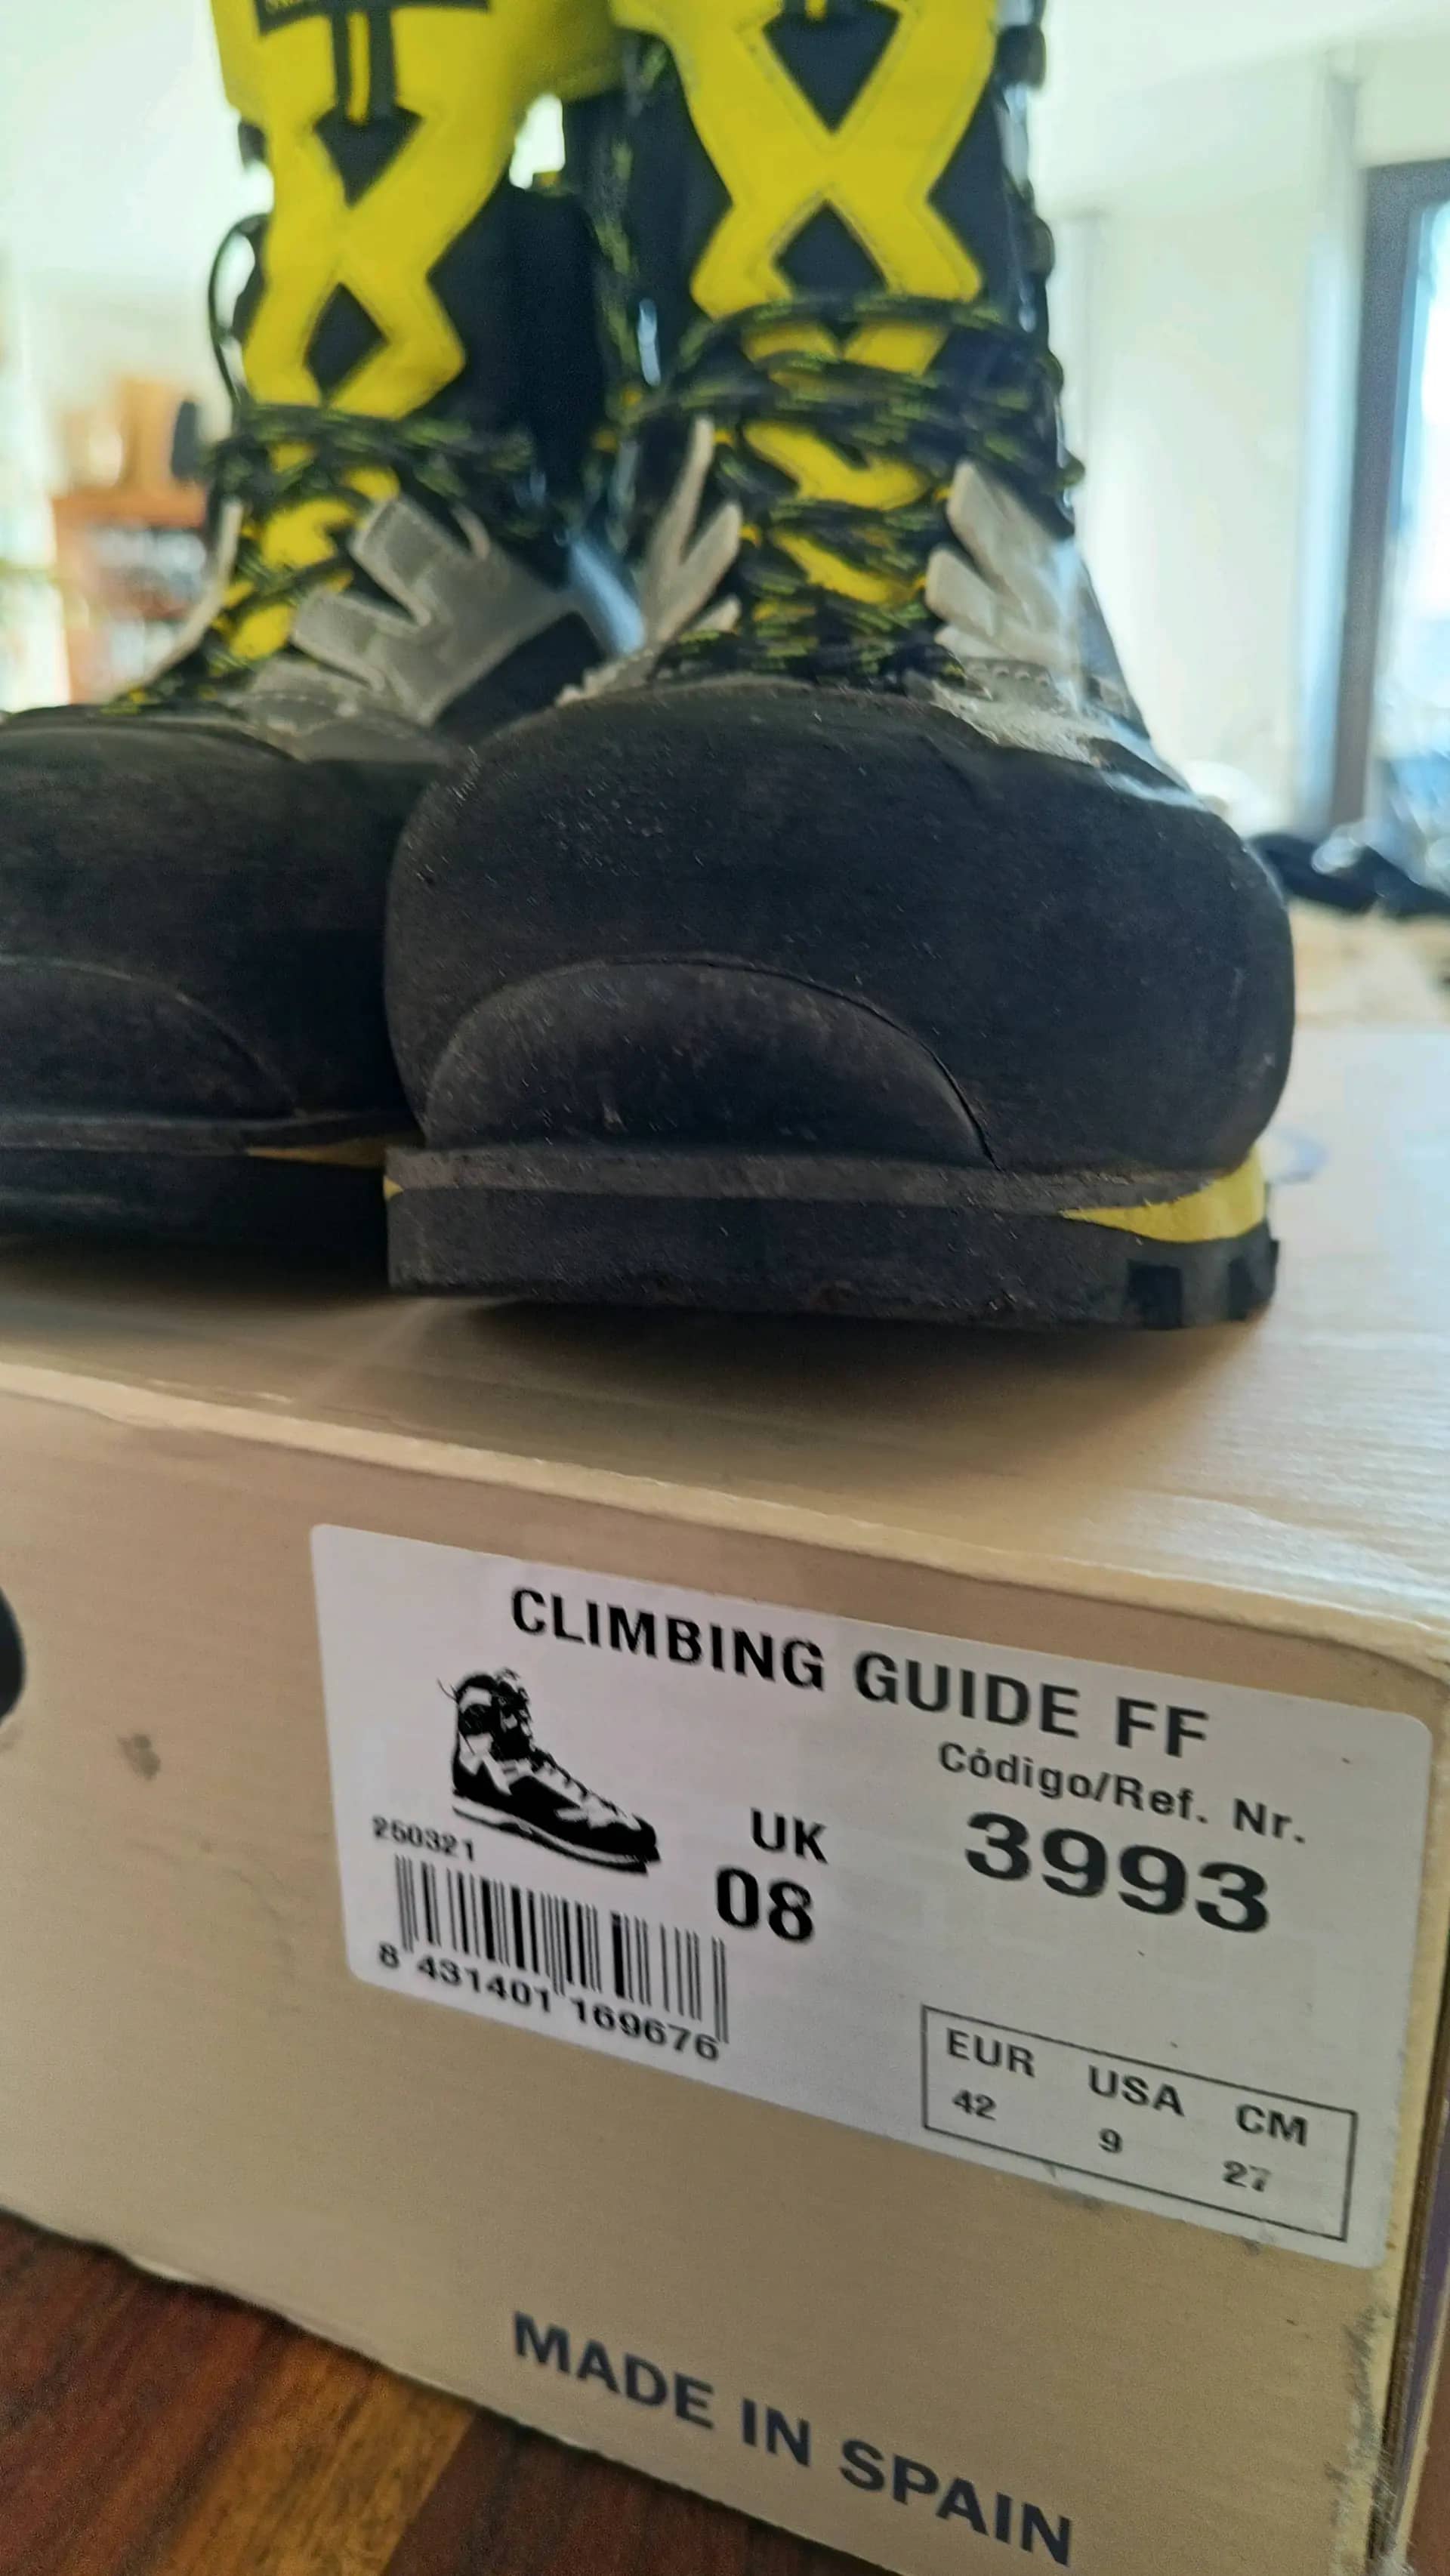 CLIMBING GUIDE FF
Código/Ref. Nr.
3993
UK
08
250321
8 431401 169676
EUR USA CM
42 9 27
MADE IN SPAIN